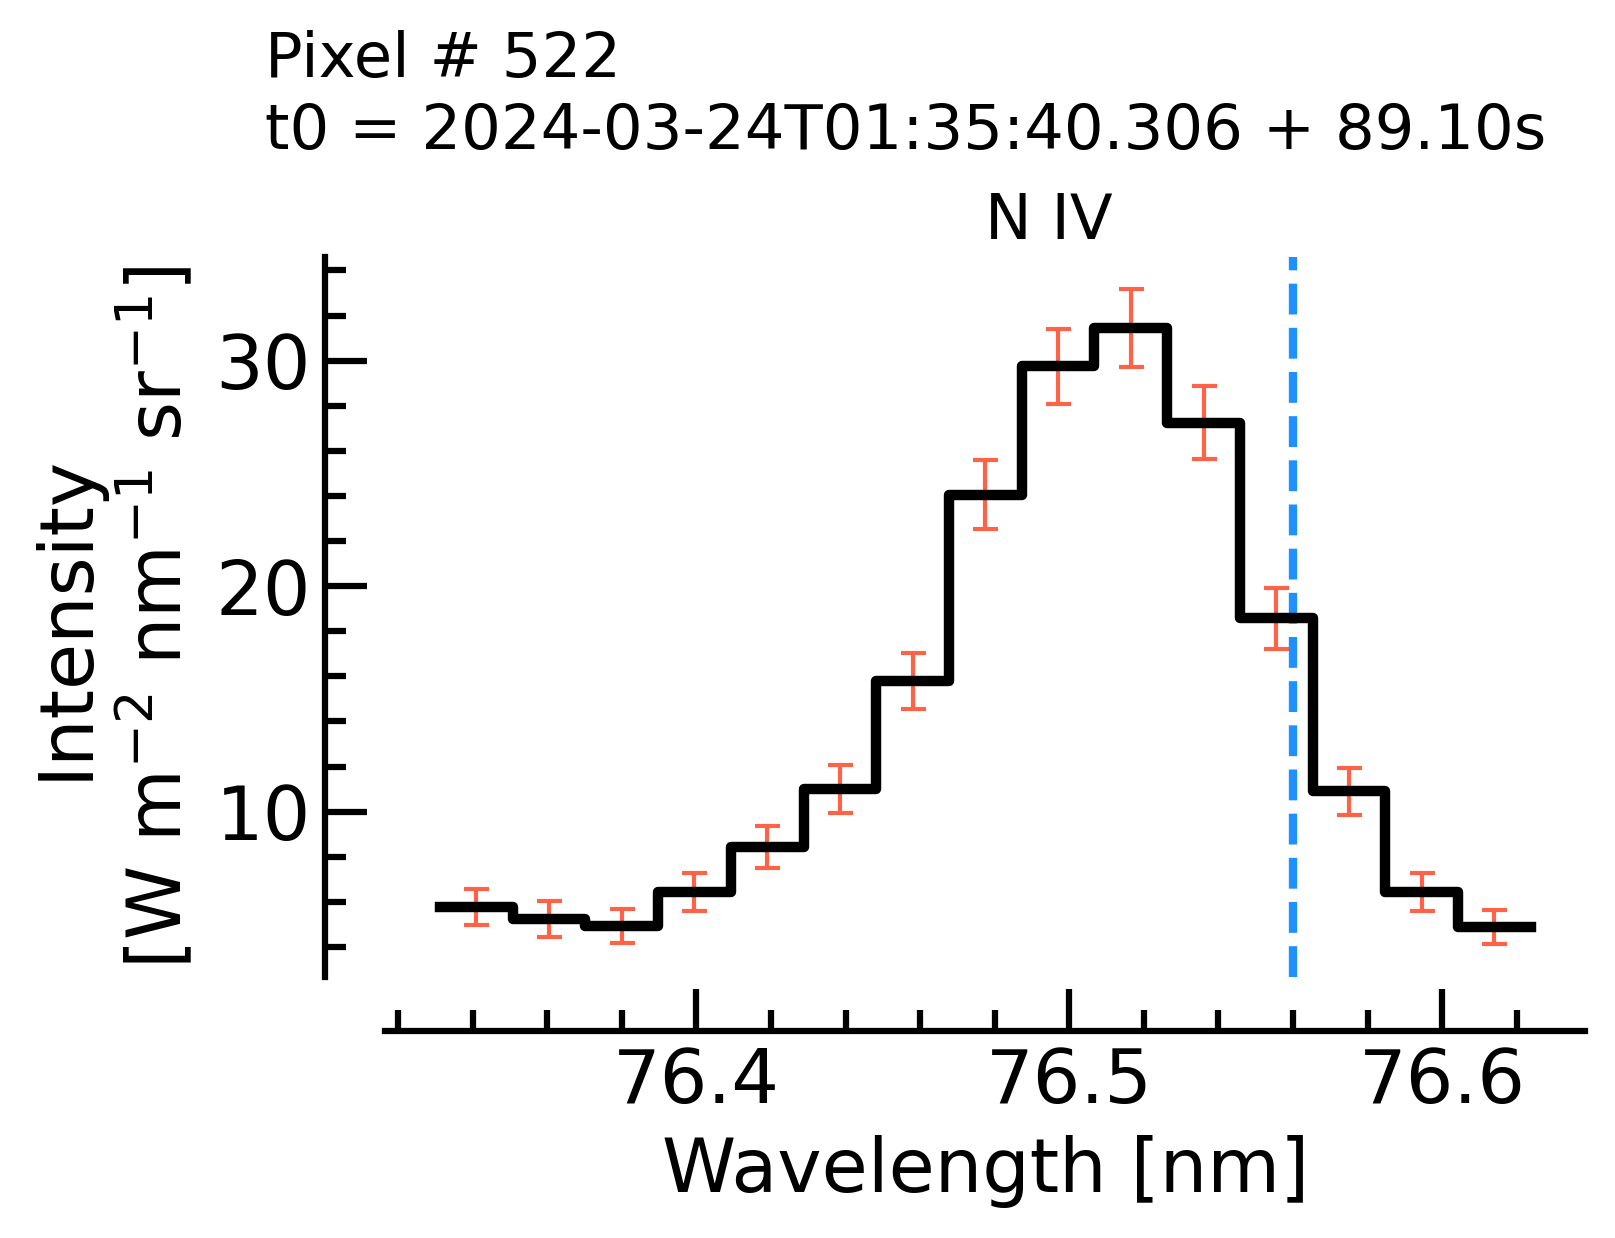 Pixel # 522
t0 = 2024-03-24T01:35:40.306 + 89.10s
N IV
Intensity
[W m⁻² nm⁻¹ sr⁻¹]
30
20
10
76.4 76.5 76.6
Wavelength [nm]